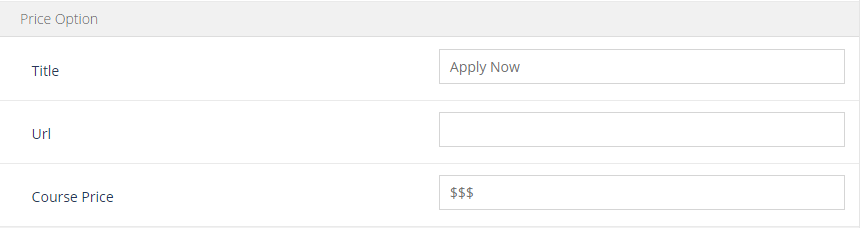 Price Option
Title
Apply Now
Url
Course Price
$$$